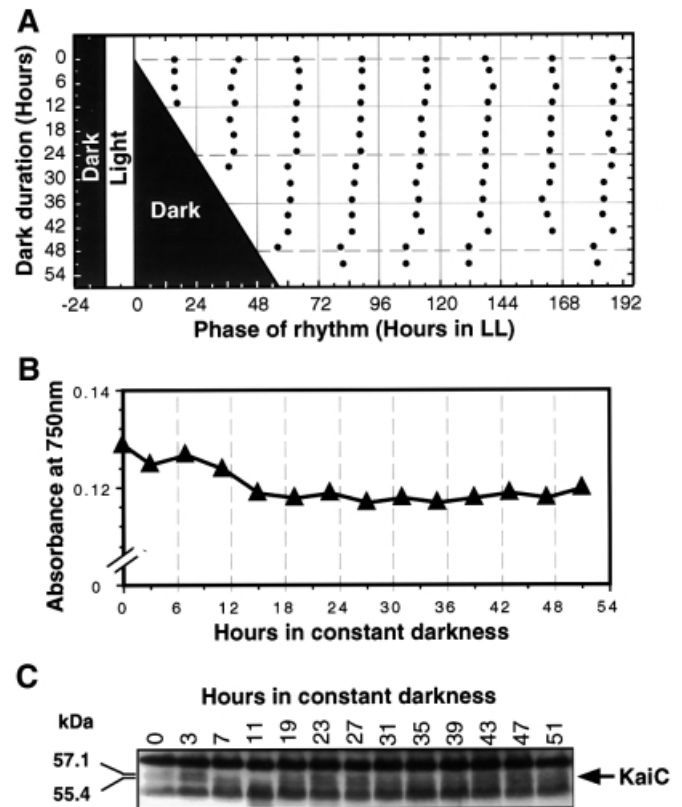 A
Dark duration (Hours)
0
6
12
18
24
30
36
42
48
54
Dark
Light
Dark
-24 0 24 48 72 96 120 144 168 192
Phase of rhythm (Hours in LL)
B
Absorbance at 750nm
0.14
0.12
0
0 6 12 18 24 30 36 42 48 54
Hours in constant darkness
C
Hours in constant darkness
kDa
0 3 7 11 19 23 27 31 35 39 43 47 51
57.1
55.4
KaiC